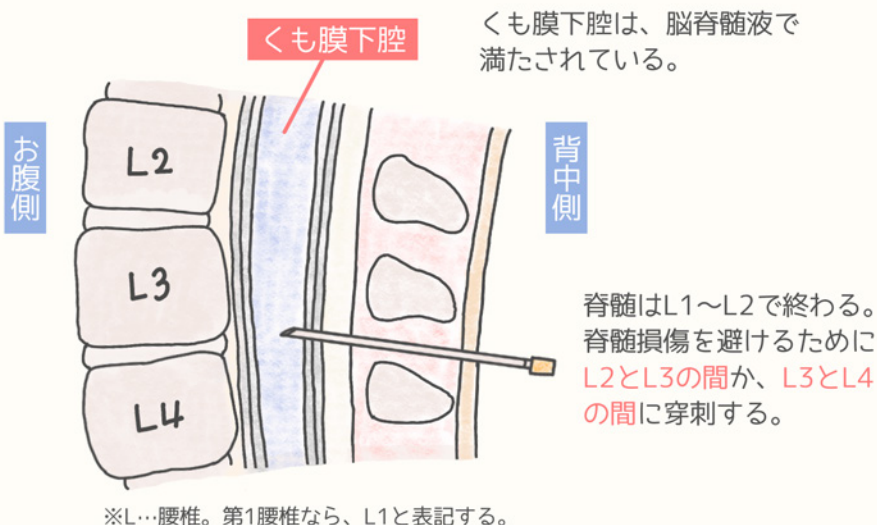 くも膜下腔
くも膜下腔は、脳脊髄液で
満たされている。
お腹側
背中側
L2
L3
L4
脊髄はL1〜L2で終わる。
脊髄損傷を避けるために
L2とL3の間か、L3とL4
の間に穿刺する。
※L…腰椎。第1腰椎なら、L1と表記する。